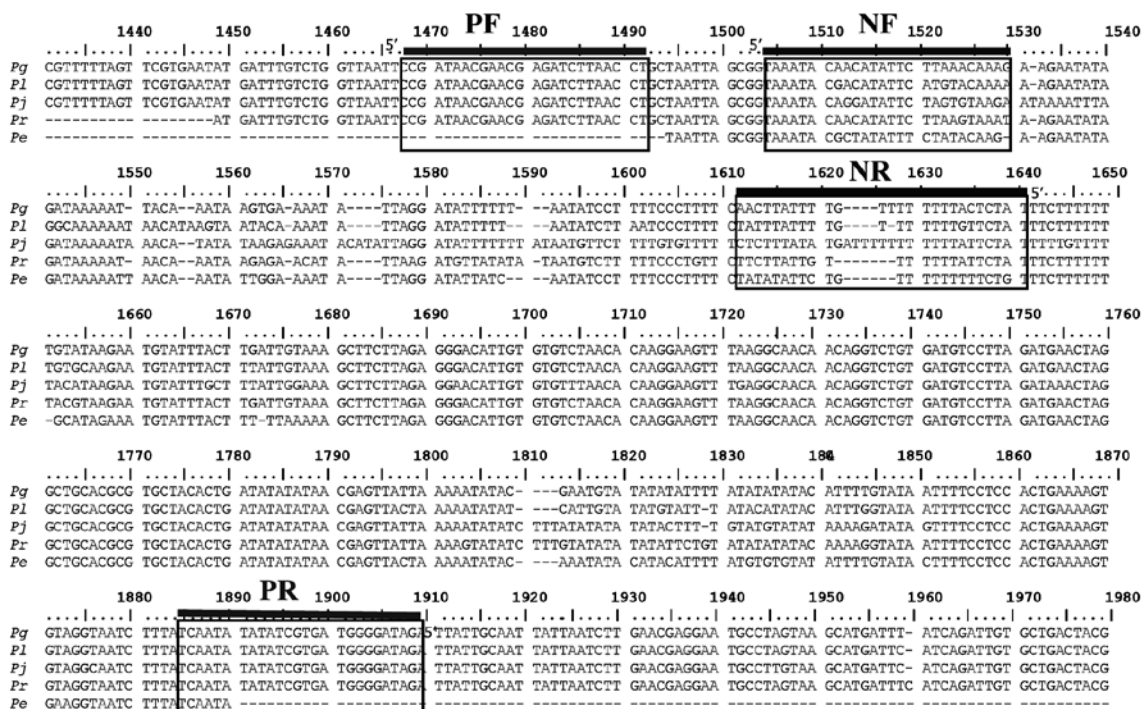 PF NF
1440 1450 1460 5′ 1470 1480 1490 1500 5′ 1510 1520 1530 1540
Pg CGTTTTTAGT TCGTGAATAT GATTTGTCTG GTTAATTCCG ATAACGAACG AGATCTTAAC CTGCTAATTA GCGGTAAATA CAACATATTC TTAAACAAAG A-AGAATATA
Pl CGTTTTTAGT TCGTGAATAT GATTTGTCTG GTTAATTCCG ATAACGAACG AGATCTTAAC CTGCTAATTA GCGGTAAATA CGACATATTC ATGTACAAAA A-AGAATATA
Pj CGTTTTTAGT TCGTGAATAT GATTTGTCTG GTTAATTCCG ATAACGAACG AGATCTTAAC CTGCTAATTA GCGGTAAATA CAGGATATTC TAGTGTAAGA ATAAAATTTA
Pr ----------  -------AT GATTTGTCTG GTTAATTCCG ATAACGAACG AGATCTTAAC CTGCTAATTA GCGGTAAATA CAACATATTC TTAAGTAAAT A-AGAATATA
Pe ---------- ---------- ---------- ---------- ---------- ---------- ---TAATTA GCGGTAAATA CGCTATATTT CTATACAAG- A-AGAATATA
NR
1550 1560 1570 1580 1590 1600 1610 1620 1630 1640 5′ 1650
Pg GATAAAAAT- TACA--AATA AGTGA-AAAT A----TTAGG ATATTTTTT- --AATATCCT TTTCCCTTTT CAACTTATTT TG----TTTT TTTTACTCTA TTTCTTTTTT
Pl GGCAAAAAAT AACATAAGTA ATACA-AAAT A----TTAGG ATATTTTT-- --AATATCTT AATCCCTTTT CTATTTATTT TG----T-TT TTTTTGTTCT ATTTCTTTTTT
Pj GATAAAAATA ACA--TATA TAAGAGAAAT ACATATTAGG ATATTTTTTT ATAATGTTCT TTTGTGTTTT TCTCTTTATA TGATTTTTTT TTTTATTCTA TTTTTGTTTT
Pr GATAAAAAT- AACA--AATA AGAGA-ACAT A----TTAAG ATGTTATATA T-AATGTCTT TTTCCCTGTT CTTCTTATTG T------TTT TTTTATTCTA TTTCTTTTTT
Pe GATAAAAATT AACA--AATA TTGGA-AAAT A----TTAGG ATATTATC-- --AATATCCT TTTCCCTTTT CTATATATTC TG-----TTT TTTTTTTCTG TTTCTTTTTT
1660 1670 1680 1690 1700 1710 1720 1730 1740 1750 1760
Pg TGTATAAGAA TGTATTTACT TGATTGTAAA GCTTCTTAGA GGGACATTGT GTGTCTAACA CAAGGAAGTT TAAGGCAACA ACAGGTCTGT GATGTCCTTA GATGAACTAG
Pl TGTGCAAGAA TGTATTTACT TTATTGTAAA GCTTCTTAGA GGGACATTGT GTGTCTAACA CAAGGAAGTT TAAGGCAACA ACAGGTCTGT GATGTCCTTA GATGAACTAG
Pj TACATAAGAA TGTATTTGCT TTATTGGAAA GCTTCTTAGA GGAACATTGT GTGTTTAACA CAAGGAAGTT TGAGGCAACA ACAGGTCTGT GATGTCCTTA GATAAACTAG
Pr TACGTAAGAA TGTATTTACT TGATTGTAAA GCTTCTTAGA GGGACATTGT GTGTCTAACA CAAGGAAGTT TAAGGCAACA ACAGGTCTGT GATGTCCTTA GATGAACTAG
Pe -GCATAGAAA TGTATTTACT TT-TTAAAAA GCTTCTTAGA GGGACATTGT GTGTCTAACA CAAGGAAGTT TAAGGCAACA ACAGGTCTGT GATGTCCTTA GATGAACTAG
1770 1780 1790 1800 1810 1820 1830 1850 1860 1870
Pg GCTGCACGCG TGCTACACTG ATATATATAA CGAGTTATTA AAAATATAC- ---GAATGTA TATATATTTT ATATATATAC ATTTTGTATA ATTTTCCTCC ACTGAAAAGT
Pl GCTGCACGCG TGCTACACTG ATATATATAA CGAGTTACTA AAAATATAT- ---CATTGTA TATGTATT-T ATACATATAC ATTTGGTATA ATTTTCCTCC ACTGAAAAGT
Pj GCTGCACGCG TGCTACACTG ATATATATAA CGAGTTATTA AAAATATATC TTTATATATA TATACTTT-T GTATGTATAT AAAAGATATA GTTTTCCTCC ACTGAAAAGT
Pr GCTGCACGCG TGCTACACTG ATATATATAA CGAGTTATTA AAAGTATATC TTTGTATATA TATATTCTGT ATATATATAC AAAAGGTATA ATTTTCCTCC ACTGAAAAGT
Pe GCTGCACGCG TGCTACACTG ATATATATAA CGAGTTACTA AAAATATAC- ---AAATATA CATACATTTT ATGTGTGTAT ATTTTGTATA CTTTTCCTCC ACTGAAAAGT
PR
1880 1890 1900 1910 1920 1930 1940 1950 1960 1970 1980
Pg GTAGGTAATC TTTATCAATA TATATCGTGA TGGGGATAGA 5' TTATTGCAAT TATTAATCTT GAACGAGGAA TGCCTAGTAA GCATGATTT- ATCAGATTGT GCTGACTACG
Pl GTAGGTAATC TTTATCAATA TATATCGTGA TGGGGATAGA TTATTGCAAT TATTAATCTT GAACGAGGAA TGCCTAGTAA GCATGATTC- ATCAGATTGT GCTGACTACG
Pj GTAGGCAATC TTTATCAATA TATATCGTGA TGGGGATAGA TTATTGCAAT TATTAATCTT GAACGAGGAA TGCCTTGTAA GCATGATTC- ATCAGATTGT GCTGACTACG
Pr GTAGGTAATC TTTATCAATA TATATCGTGA TGGGGATAGA TTATTGCAAT TATTAATCTT GAACGAGGAA TGCCTAGTAA GCATGATTTC ATCAGATTGT GCTGACTACG
Pe GAAGGTAATC TTTATCAATA ---------- ---------- ---------- ---------- ---------- ---------- ---------- ---------- ----------